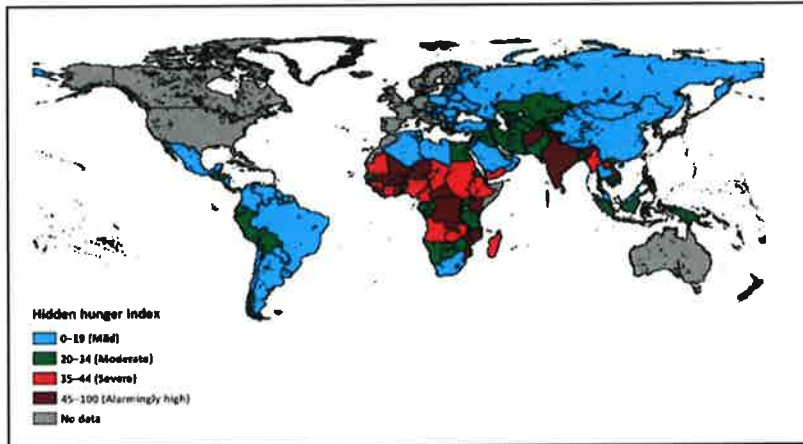 Hidden hunger index
0–19 (Mild)
20–34 (Moderate)
35–44 (Severe)
45–100 (Alarmingly high)
No data